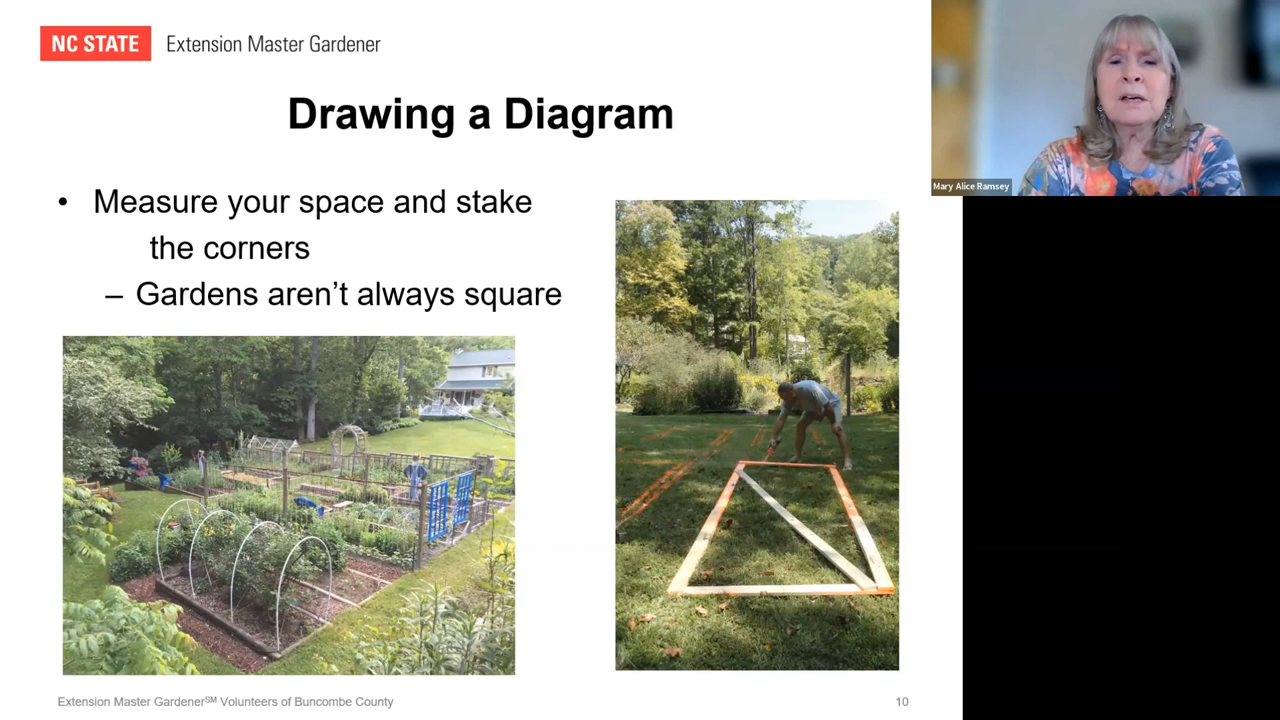 NC STATE Extension Master Gardener
Drawing a Diagram
• Measure your space and stake
the corners
– Gardens aren’t always square
Mary Alice Ramsey
Extension Master Gardener℠ Volunteers of Buncombe County
10